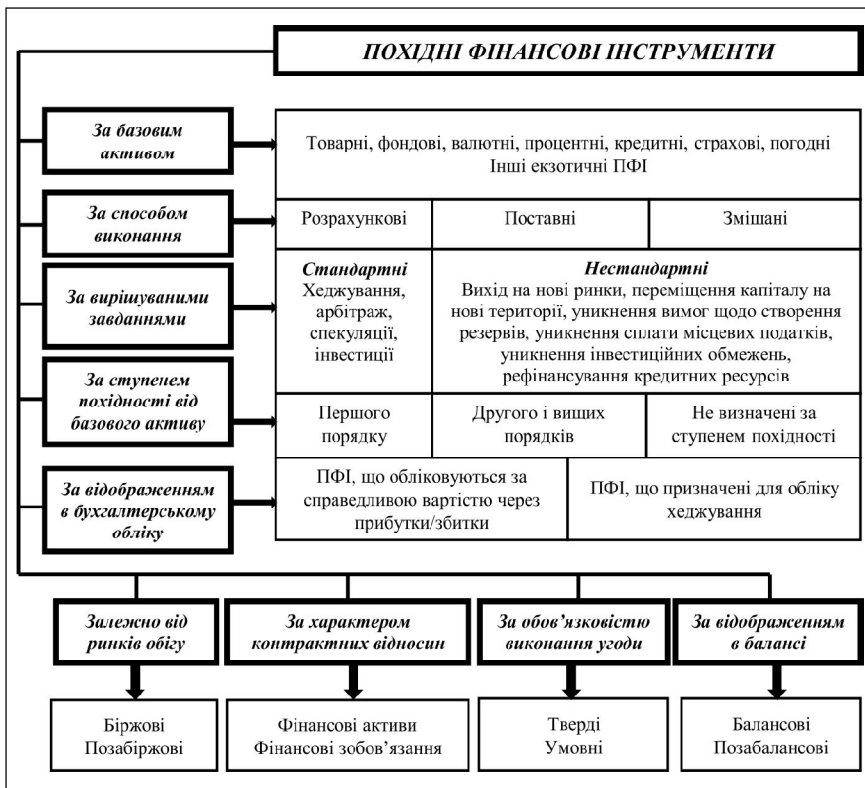 ПОХІДНІ ФІНАНСОВІ ІНСТРУМЕНТИ
За базовим
активом
Товарні, фондові, валютні, процентні, кредитні, страхові, погодні
Інші екзотичні ПФІ
За способом
виконання
Розрахункові
Поставні
Змішані
За вирішуваними
завданнями
Стандартні
Хеджування,
арбітраж,
спекуляції,
інвестиції
Нестандартні
Вихід на нові ринки, переміщення капіталу на
нові території, уникнення вимог щодо створення
резервів, уникнення сплати місцевих податків,
уникнення інвестиційних обмежень,
рефінансування кредитних ресурсів
За ступенем
похідності від
базового активу
Першого
порядку
Другого і вищих
порядків
Не визначені за
ступенем похідності
За відображенням
в бухгалтерському
обліку
ПФІ, що обліковуються за
справедливою вартістю через
прибутки/збитки
ПФІ, що призначені для обліку
хеджування
Залежно від
ринків обігу
Біржові
Позабіржові
За характером
контрактних відносин
Фінансові активи
Фінансові зобов’язання
За обов’язковістю
виконання угоди
Тверді
Умовні
За відображенням
в балансі
Балансові
Позабалансові